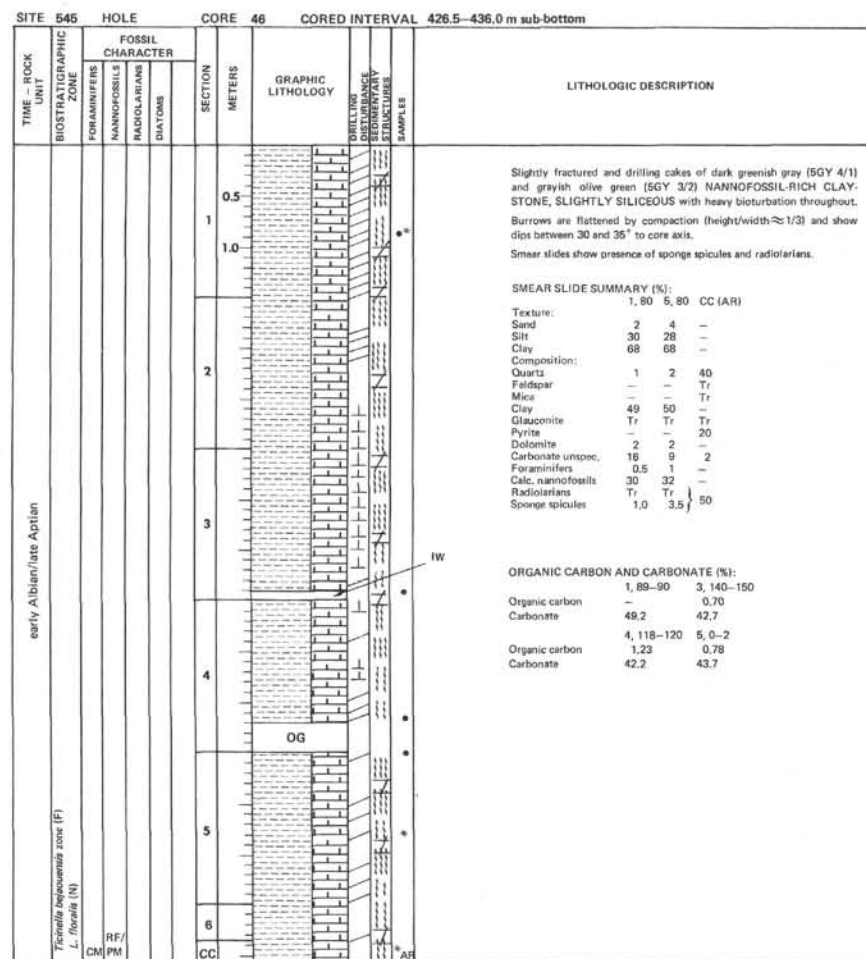 SITE 545 HOLE CORE 46 CORED INTERVAL 426.5–436.0 m sub-bottom
TIME – ROCK UNIT
BIOSTRATIGRAPHIC ZONE
FOSSIL CHARACTER
FORAMINIFERS
NANNOFOSSILS
RADIOLARIANS
DIATOMS
SECTION
METERS
GRAPHIC LITHOLOGY
DRILLING DISTURBANCE
SEDIMENTARY STRUCTURES
SAMPLES
LITHOLOGIC DESCRIPTION
early Albian/late Aptian
Ticinella bejaouensis zone (F)
L. floralis (N)
CM
RF/
PM
1
0.5
1.0
2
3
4
5
6
CC
OG
IW
*
*
* AR
Slightly fractured and drilling cakes of dark greenish gray (5GY 4/1)
and grayish olive green (5GY 3/2) NANNOFOSSIL-RICH CLAY-
STONE, SLIGHTLY SILICEOUS with heavy bioturbation throughout.
Burrows are flattened by compaction (height/width≈1/3) and show
dips between 30 and 35° to core axis.
Smear slides show presence of sponge spicules and radiolarians.
SMEAR SLIDE SUMMARY (%):
1, 80 5, 80 CC (AR)
Texture:
Sand 2 4 –
Silt 30 28 –
Clay 68 68 –
Composition:
Quartz 1 2 40
Feldspar – – Tr
Mica – – Tr
Clay 49 50 –
Glauconite Tr Tr Tr
Pyrite – – 20
Dolomite 2 2 –
Carbonate unspec. 16 9 2
Foraminifers 0.5 1 –
Calc. nannofossils 30 32 –
Radiolarians Tr Tr
Sponge spicules 1.0 3.5 } 50
ORGANIC CARBON AND CARBONATE (%):
1, 89–90 3, 140–150
Organic carbon – 0.70
Carbonate 49.2 42.7
4, 118–120 5, 0–2
Organic carbon 1.23 0.78
Carbonate 42.2 43.7